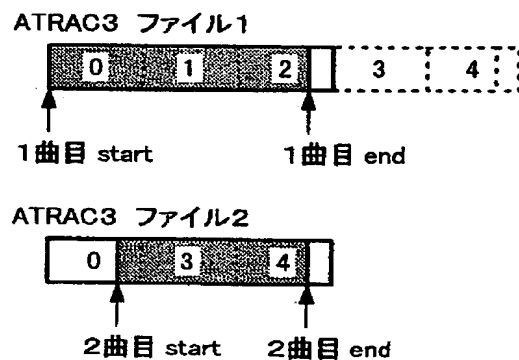 ATRAC3 ファイル1
0 1 2 3 4
1曲目 start 1曲目 end
ATRAC3 ファイル2
0 3 4
2曲目 start 2曲目 end